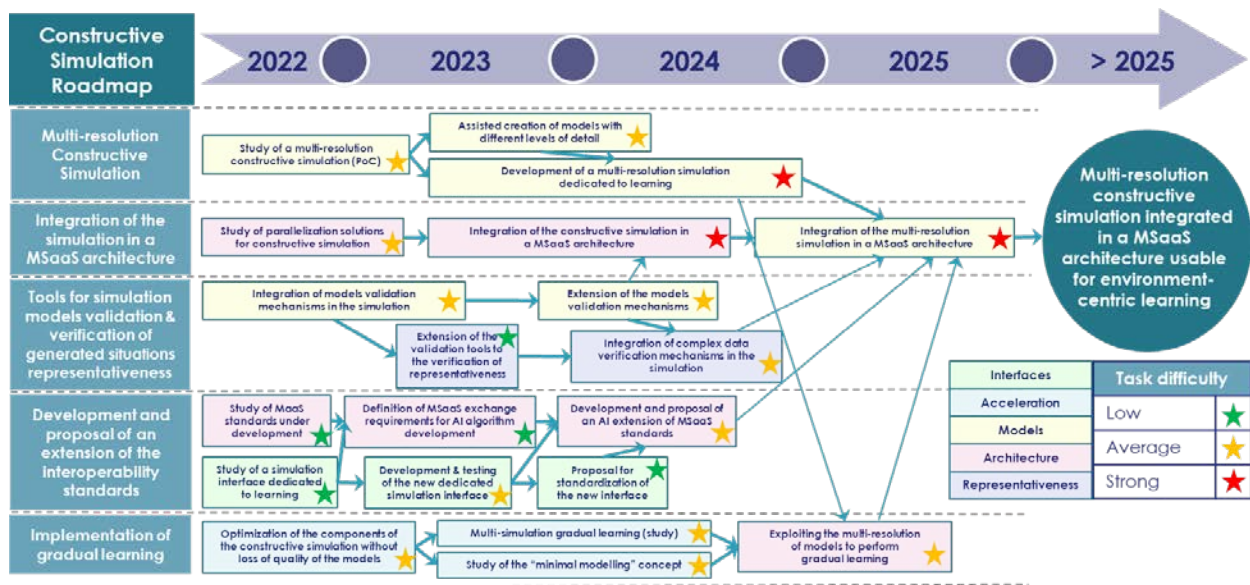 Constructive
Simulation
Roadmap
2022
2023
2024
2025
> 2025
Multi-resolution
Constructive
Simulation
Study of a multi-resolution
constructive simulation (PoC)
Assisted creation of models with
different levels of detail
Development of a multi-resolution simulation
dedicated to learning
Integration of the
simulation in a
MSaaS architecture
Study of parallelization solutions
for constructive simulation
Integration of the constructive simulation in
a MSaaS architecture
Integration of the multi-resolution
simulation in a MSaaS architecture
Multi-resolution
constructive
simulation integrated
in a MSaaS
architecture usable
for environment-
centric learning
Tools for simulation
models validation &
verification of
generated situations
representativeness
Integration of models validation
mechanisms in the simulation
Extension of the models
validation mechanisms
Extension of the
validation tools to
the verification of
representativeness
Integration of complex data
verification mechanisms in the
simulation
Development and
proposal of an
extension of the
interoperability
standards
Study of MaaS
standards under
development
Definition of MSaaS exchange
requirements for AI algorithm
development
Development and proposal of
an AI extension of MSaaS
standards
Study of a simulation
interface dedicated
to learning
Development & testing
of the new dedicated
simulation interface
Proposal for
standardization
of the new interface
Implementation of
gradual learning
Optimization of the components
of the constructive simulation without
loss of quality of the models
Multi-simulation gradual learning (study)
Study of the "minimal modelling" concept
Exploiting the multi-resolution
of models to perform
gradual learning
Interfaces
Acceleration
Models
Architecture
Representativeness
Task difficulty
Low
Average
Strong